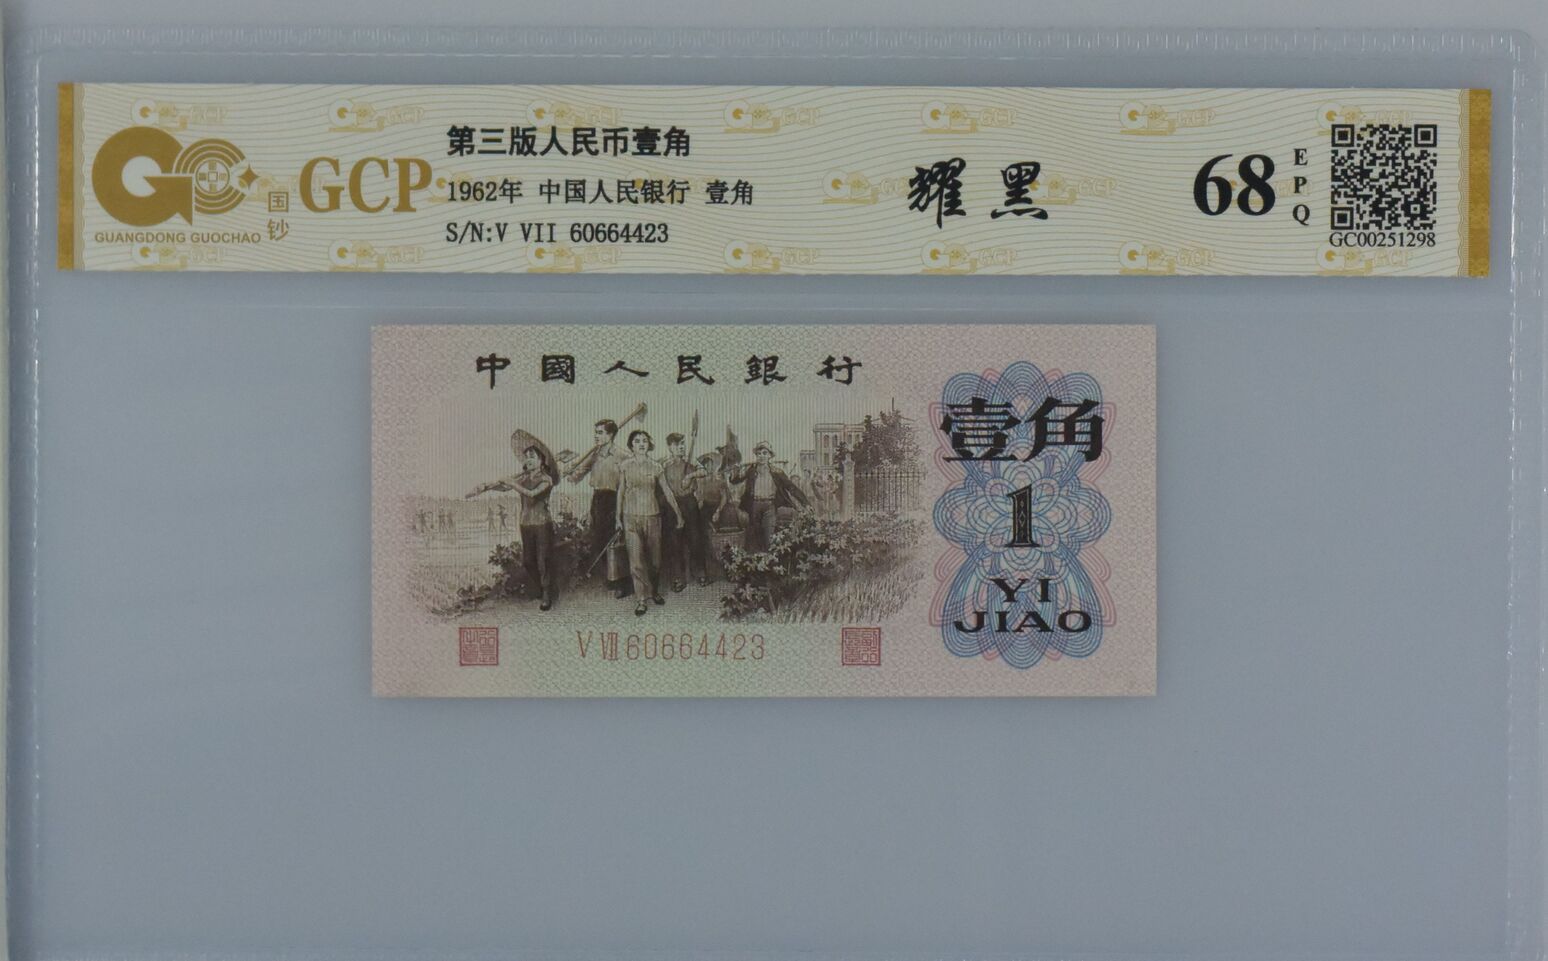 GUANGDONG GUOCHAO
国钞
GCP
第三版人民币壹角
1962年 中国人民银行 壹角
S/N:V VII 60664423
耀黑
68
EPQ
GC00251298
中國人民銀行
壹角
1
YI
JIAO
V VII 60664423